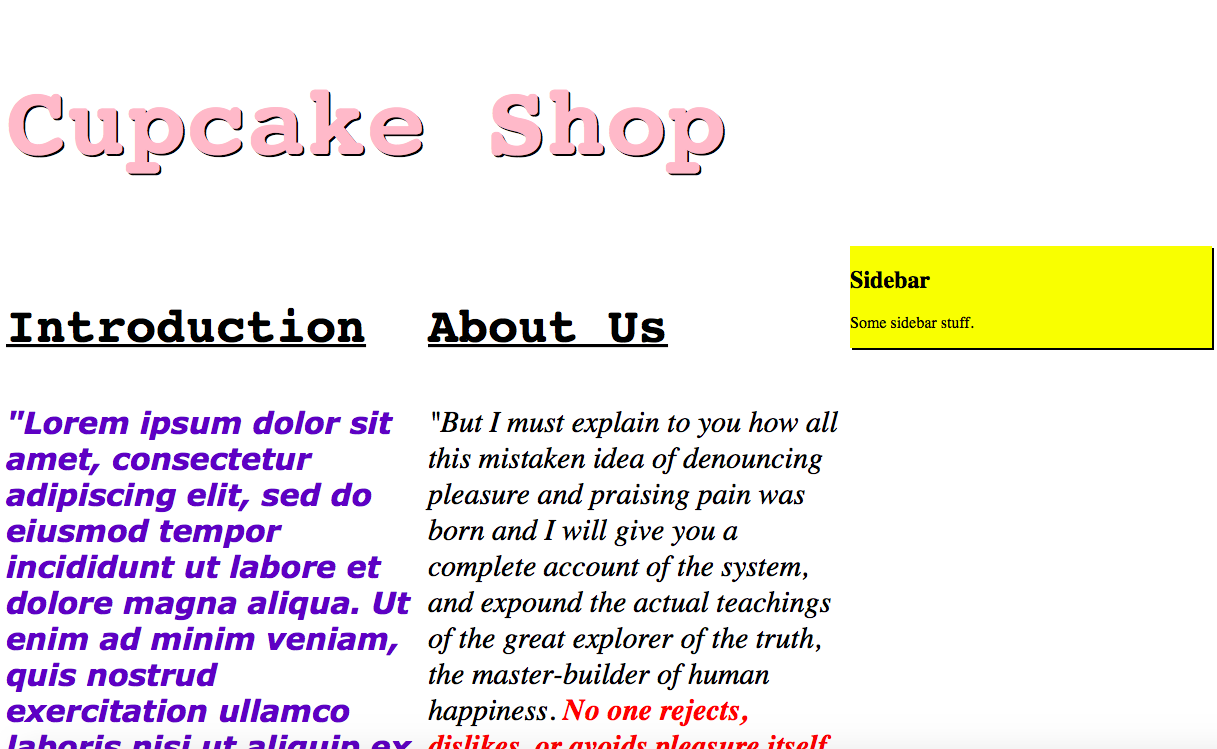 Cupcake Shop
Introduction
"Lorem ipsum dolor sit
amet, consectetur
adipiscing elit, sed do
eiusmod tempor
incididunt ut labore et
dolore magna aliqua. Ut
enim ad minim veniam,
quis nostrud
exercitation ullamco
laboris nisi ut aliquip ex
About Us
"But I must explain to you how all
this mistaken idea of denouncing
pleasure and praising pain was
born and I will give you a
complete account of the system,
and expound the actual teachings
of the great explorer of the truth,
the master-builder of human
happiness. No one rejects,
dislikes, or avoids pleasure itself,
Sidebar
Some sidebar stuff.